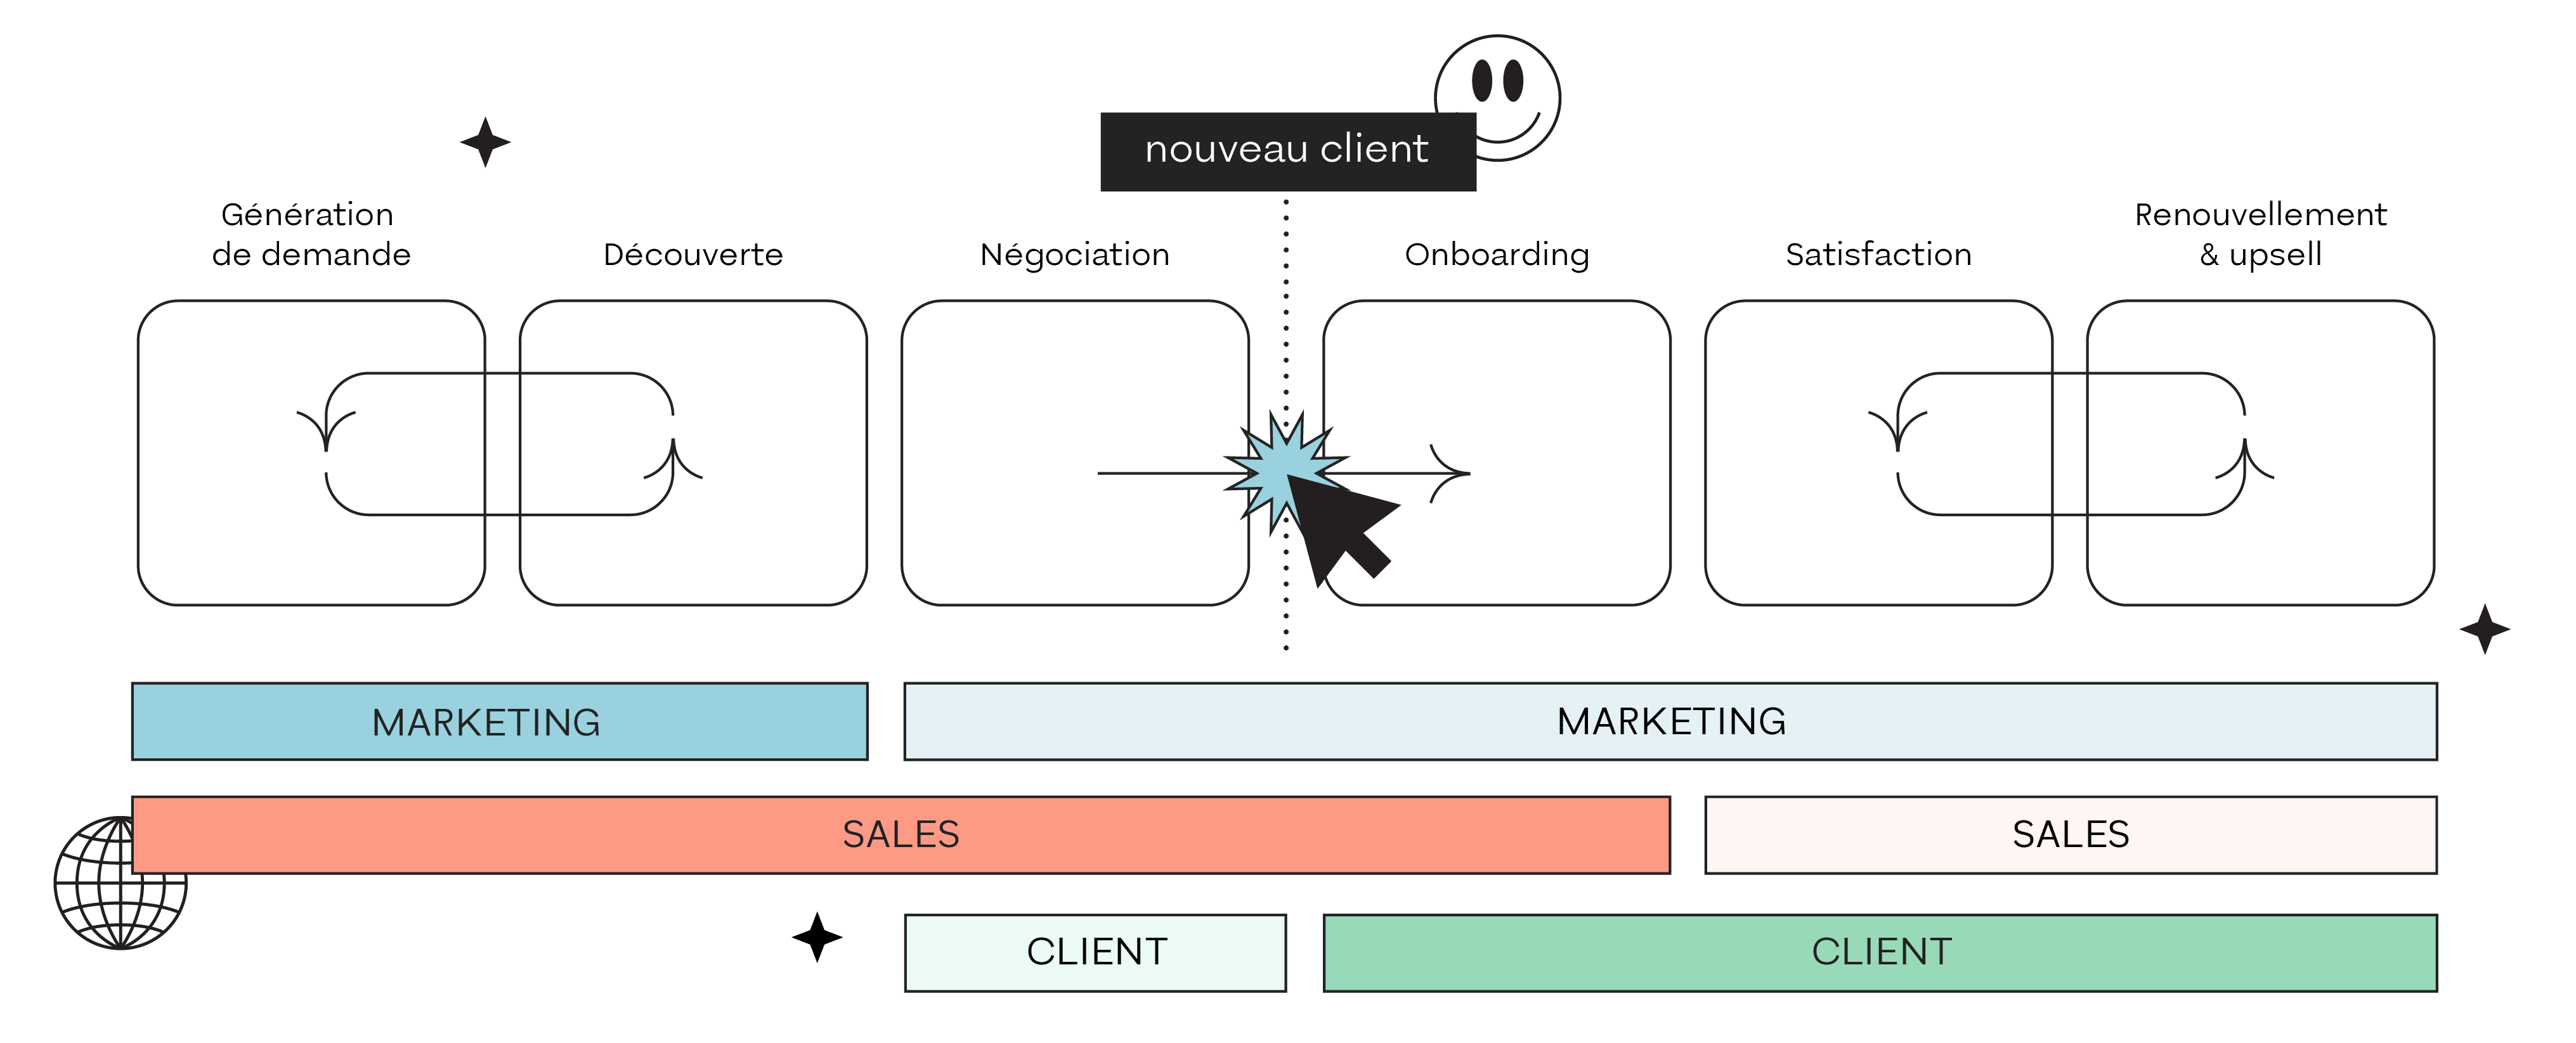 nouveau client
Génération
de demande
Découverte
Négociation
Onboarding
Satisfaction
Renouvellement
& upsell
MARKETING
MARKETING
SALES
SALES
CLIENT
CLIENT